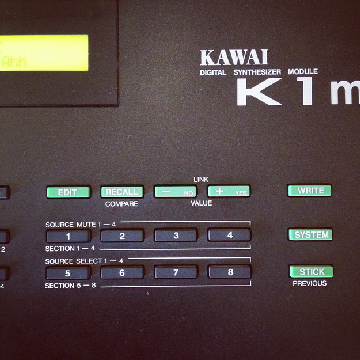 KAWAI
DIGITAL SYNTHESIZER MODULE
K1m
LINK
EDIT RECALL − NO + YES WRITE
COMPARE VALUE
SOURCE MUTE 1 — 4
1 2 3 4 SYSTEM
2 SECTION 1 — 4
SOURCE SELECT 1 — 4
5 6 7 8 STICK
4 SECTION 5 — 8 PREVIOUS